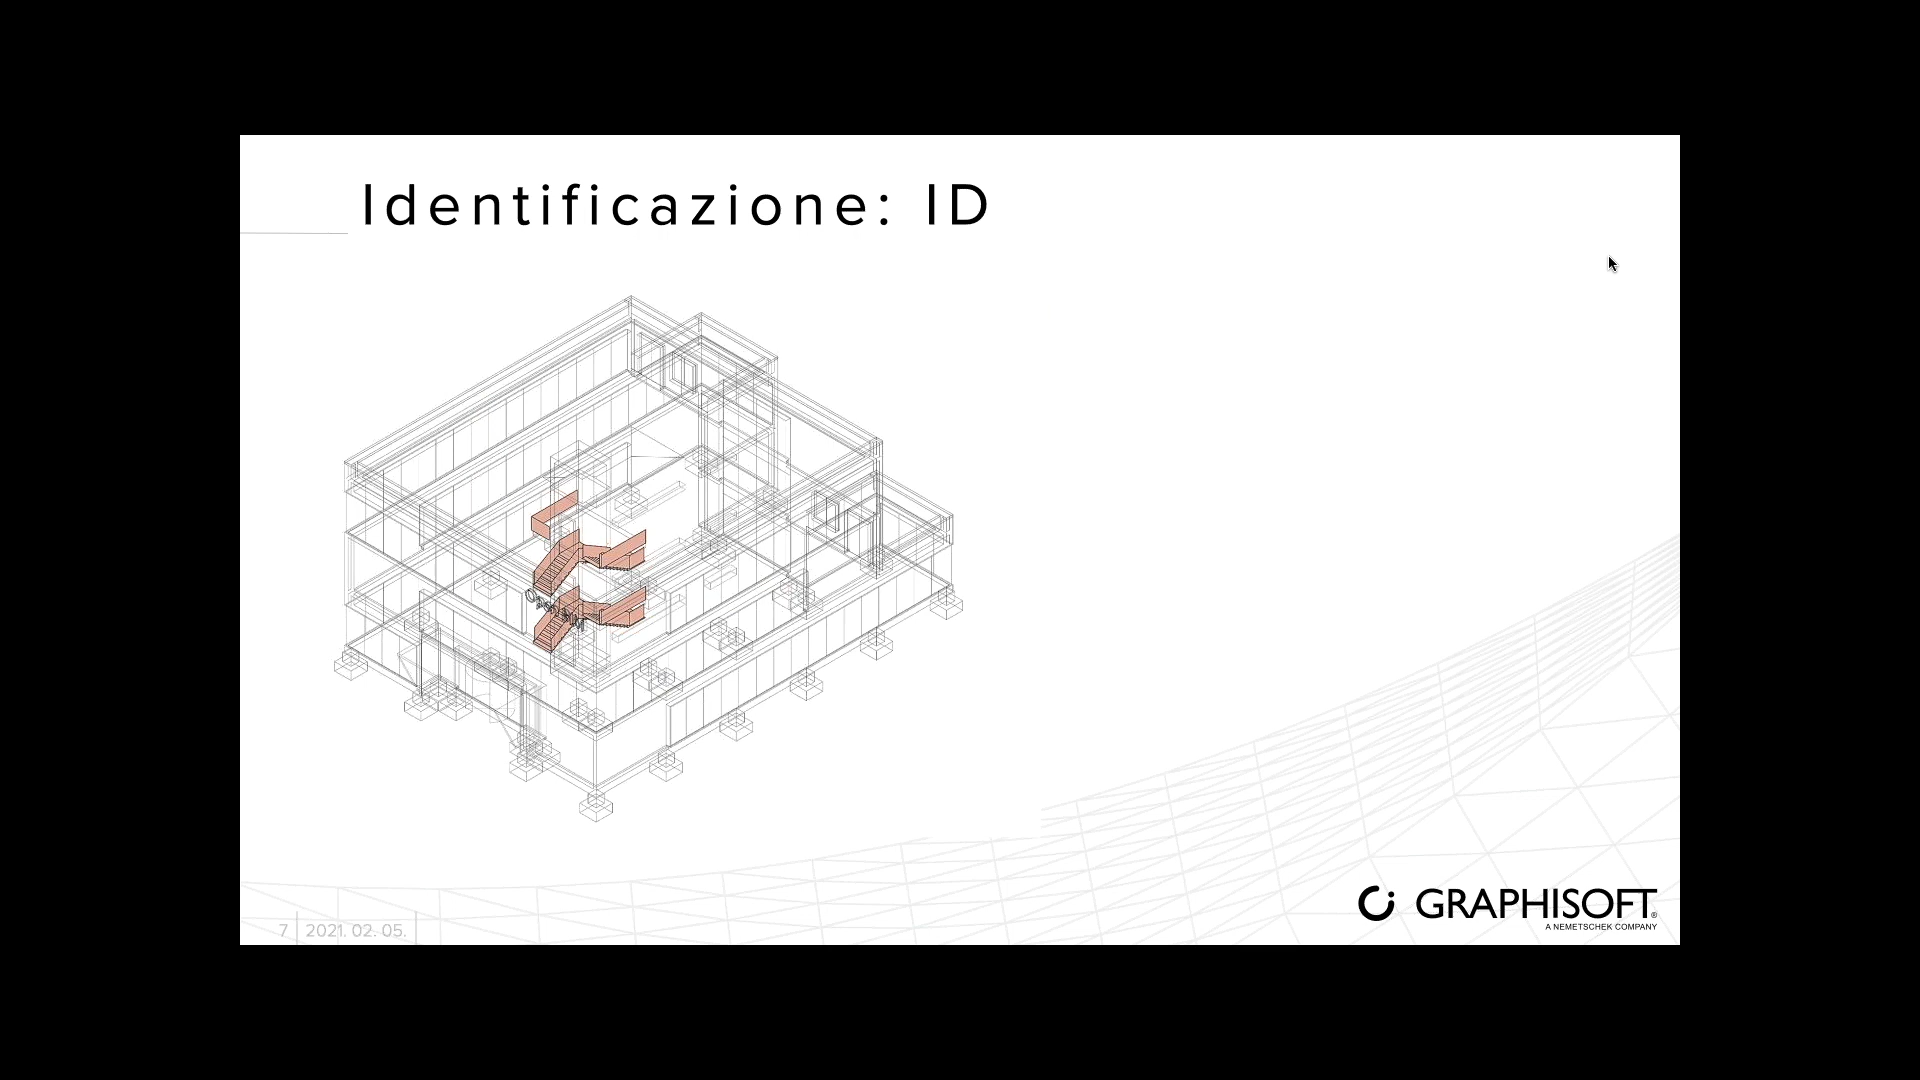 Identificazione: ID
GRAPHISOFT®
A NEMETSCHEK COMPANY
7 2021. 02. 05.